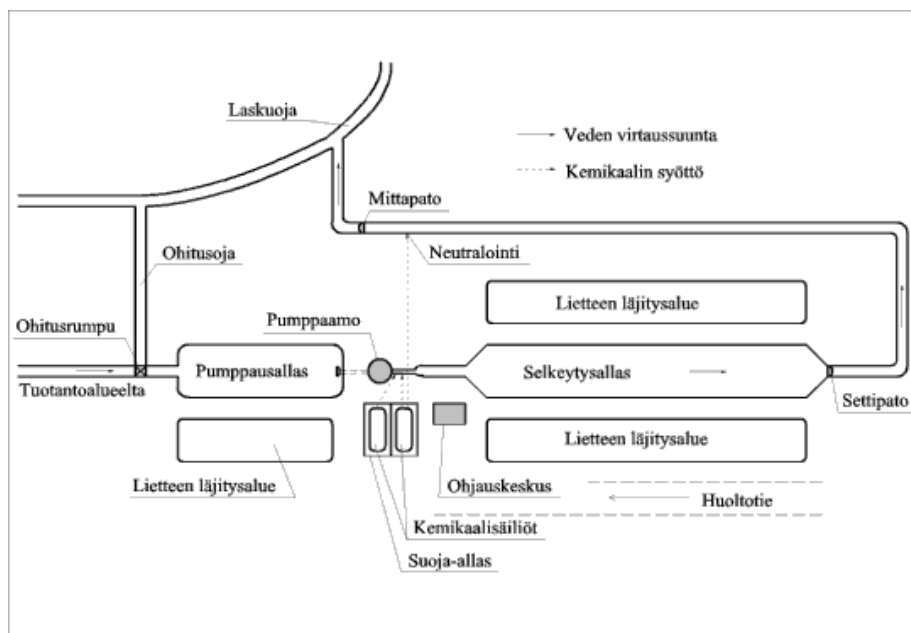 Laskuoja
Veden virtaussuunta
Kemikaalin syöttö
Mittapato
Ohitusoja
Neutralointi
Lietteen läjitysalue
Ohitusrumpu
Pumppaamo
Pumppausallas
Selkeytysallas
Tuotantoalueelta
Settipato
Lietteen läjitysalue
Lietteen läjitysalue
Ohjauskeskus
Huoltotie
Kemikaalisäiliöt
Suoja-allas